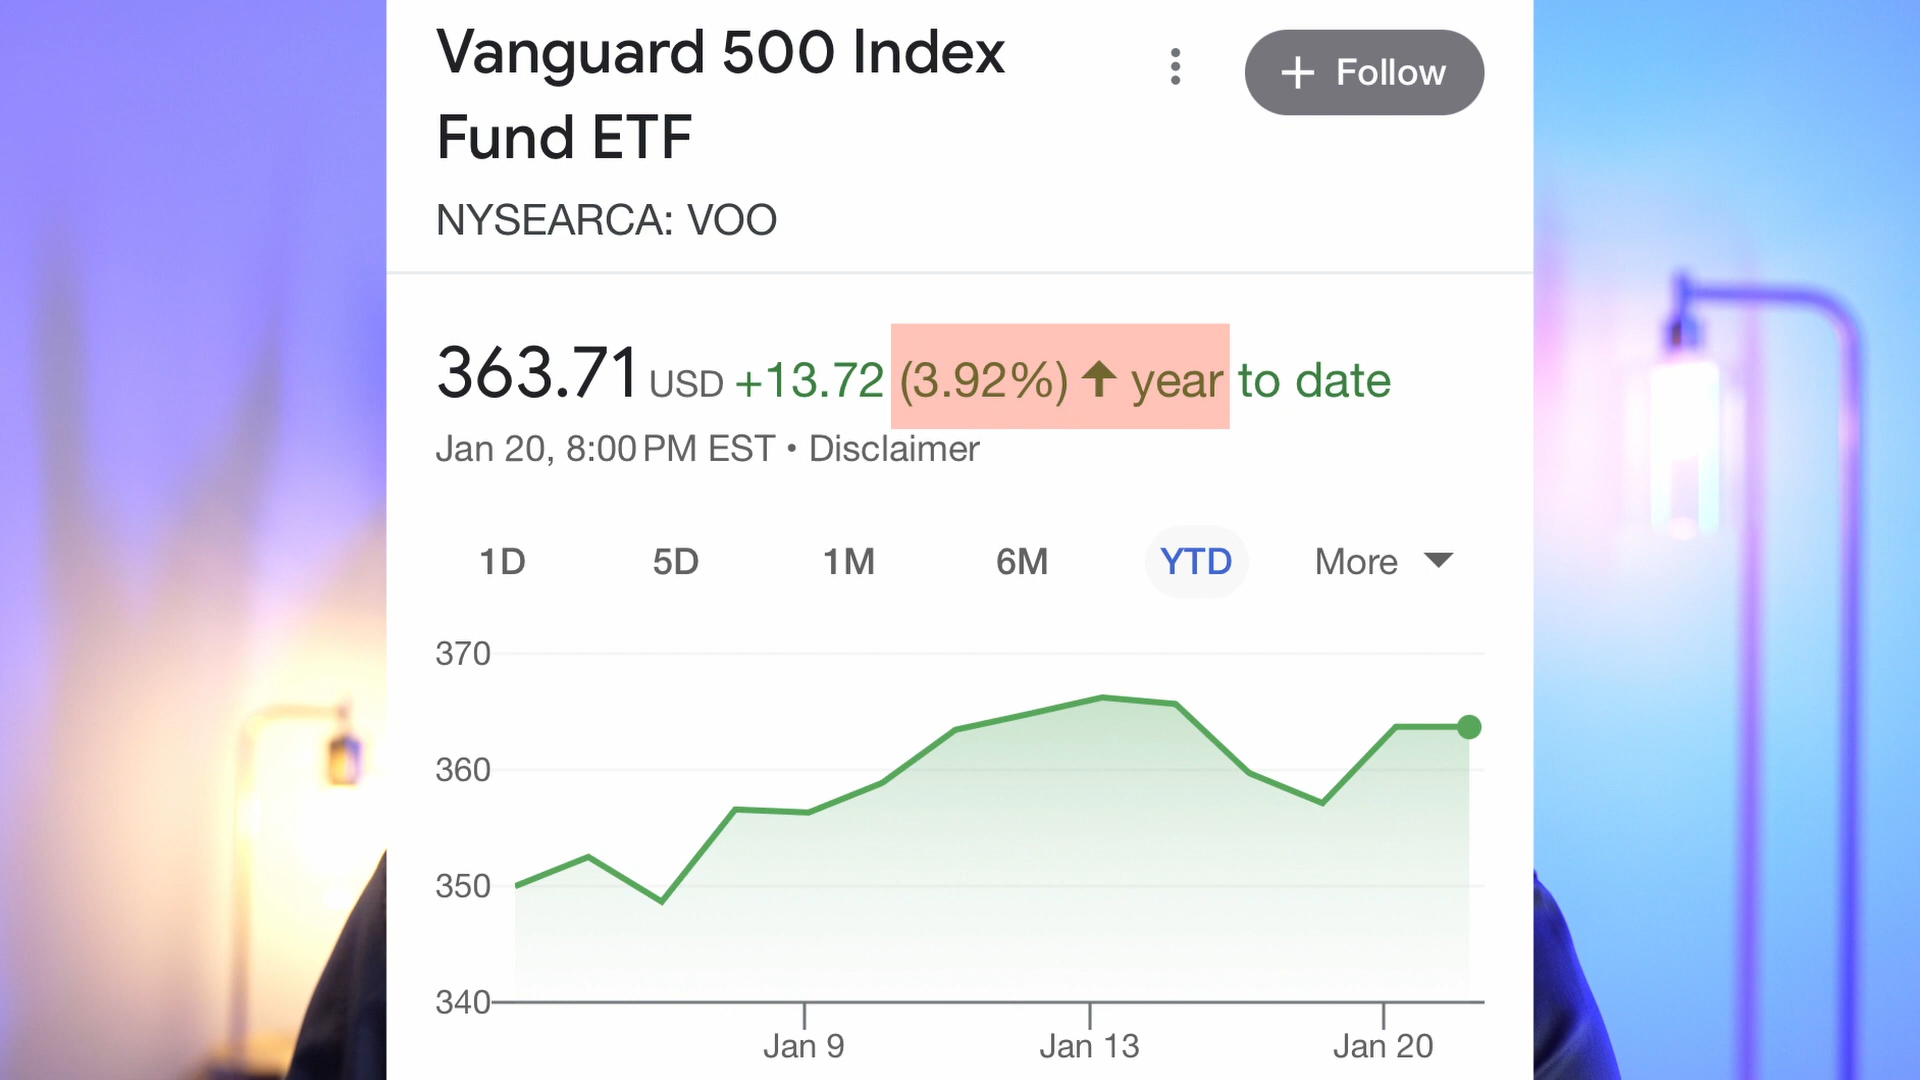 Vanguard 500 Index
Fund ETF
+ Follow
NYSEARCA: VOO
363.71 USD +13.72 (3.92%) ↑ year to date
Jan 20, 8:00 PM EST • Disclaimer
1D 5D 1M 6M YTD More
370
360
350
340
Jan 9 Jan 13 Jan 20